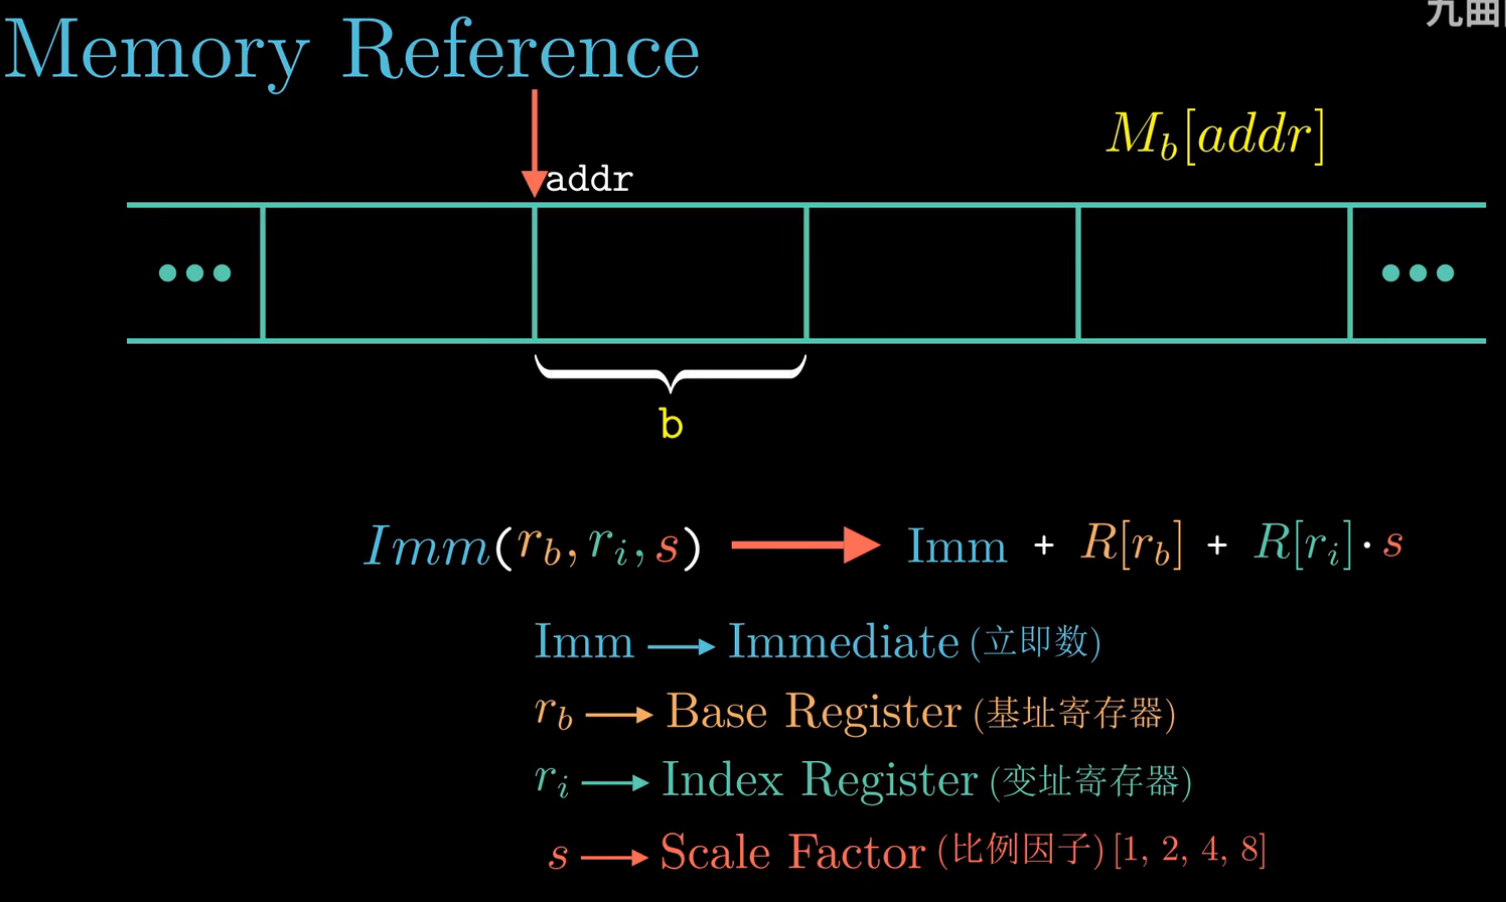 Memory Reference
九曲
M_b[addr]
addr
b
Imm(r_b, r_i, s) → Imm + R[r_b] + R[r_i] · s
Imm → Immediate (立即数)
r_b → Base Register (基址寄存器)
r_i → Index Register (变址寄存器)
s → Scale Factor (比例因子) [1, 2, 4, 8]